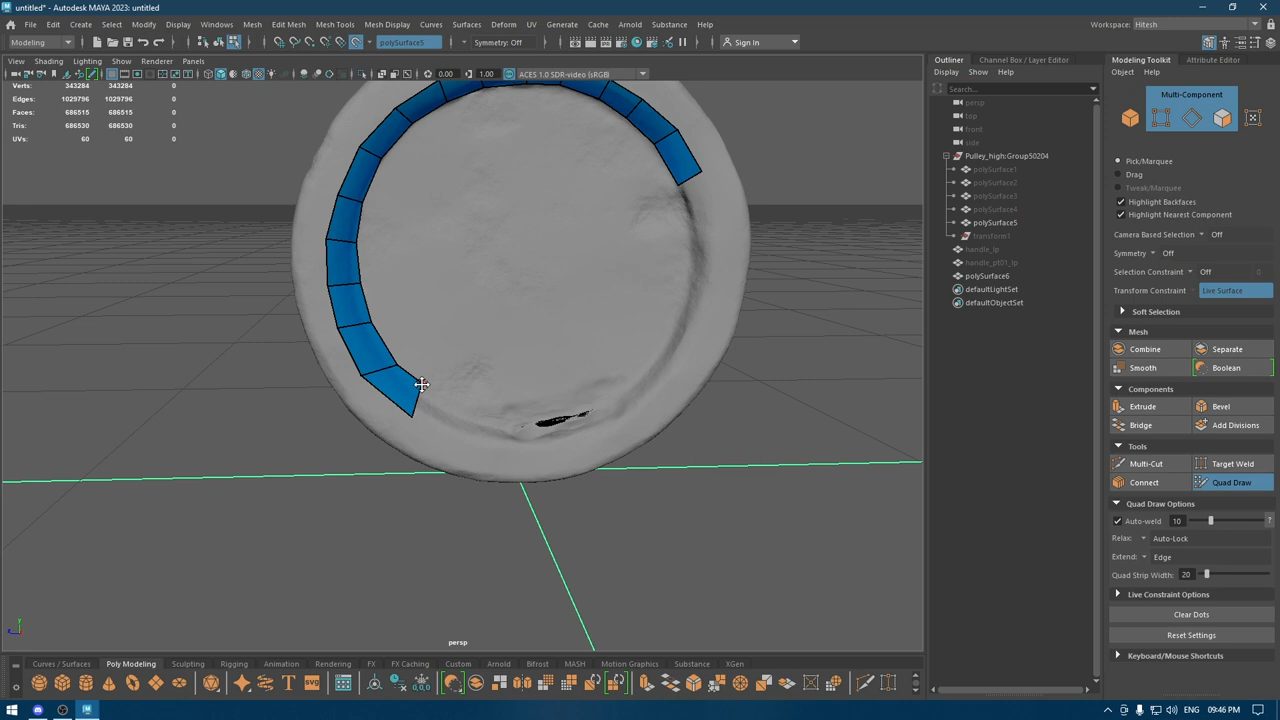 untitled* - Autodesk MAYA 2023: untitled
File Edit Create Select Modify Display Windows Mesh Edit Mesh Mesh Tools Mesh Display Curves Surfaces Deform UV Generate Cache Arnold Substance Help
Workspace: Hitesh
Modeling
polySurface5
Symmetry: Off
Sign In
View Shading Lighting Show Renderer Panels
0.00
1.00
ACES 1.0 SDR-video (sRGB)
Verts: 343284 343284 0
Edges: 1029796 1029796 0
Faces: 686515 686515 0
Tris: 686530 686530 0
UVs: 60 60 0
persp
Outliner
Channel Box / Layer Editor
Display Show Help
Search...
persp
top
front
side
Pulley_high:Group50204
polySurface1
polySurface2
polySurface3
polySurface4
polySurface5
transform1
handle_lp
handle_pt01_lp
polySurface6
defaultLightSet
defaultObjectSet
Modeling Toolkit
Attribute Editor
Object Help
Multi-Component
Pick/Marquee
Drag
Tweak/Marquee
Highlight Backfaces
Highlight Nearest Component
Camera Based Selection Off
Symmetry Off
Selection Constraint Off
Transform Constraint Live Surface
Soft Selection
Mesh
Combine Separate
Smooth Boolean
Components
Extrude Bevel
Bridge Add Divisions
Tools
Multi-Cut Target Weld
Connect Quad Draw
Quad Draw Options
Auto-weld 10 ?
Relax: Auto-Lock
Extend: Edge
Quad Strip Width: 20
Live Constraint Options
Clear Dots
Reset Settings
Keyboard/Mouse Shortcuts
Curves / Surfaces Poly Modeling Sculpting Rigging Animation Rendering FX FX Caching Custom Arnold Bifrost MASH Motion Graphics Substance XGen
ENG 09:46 PM